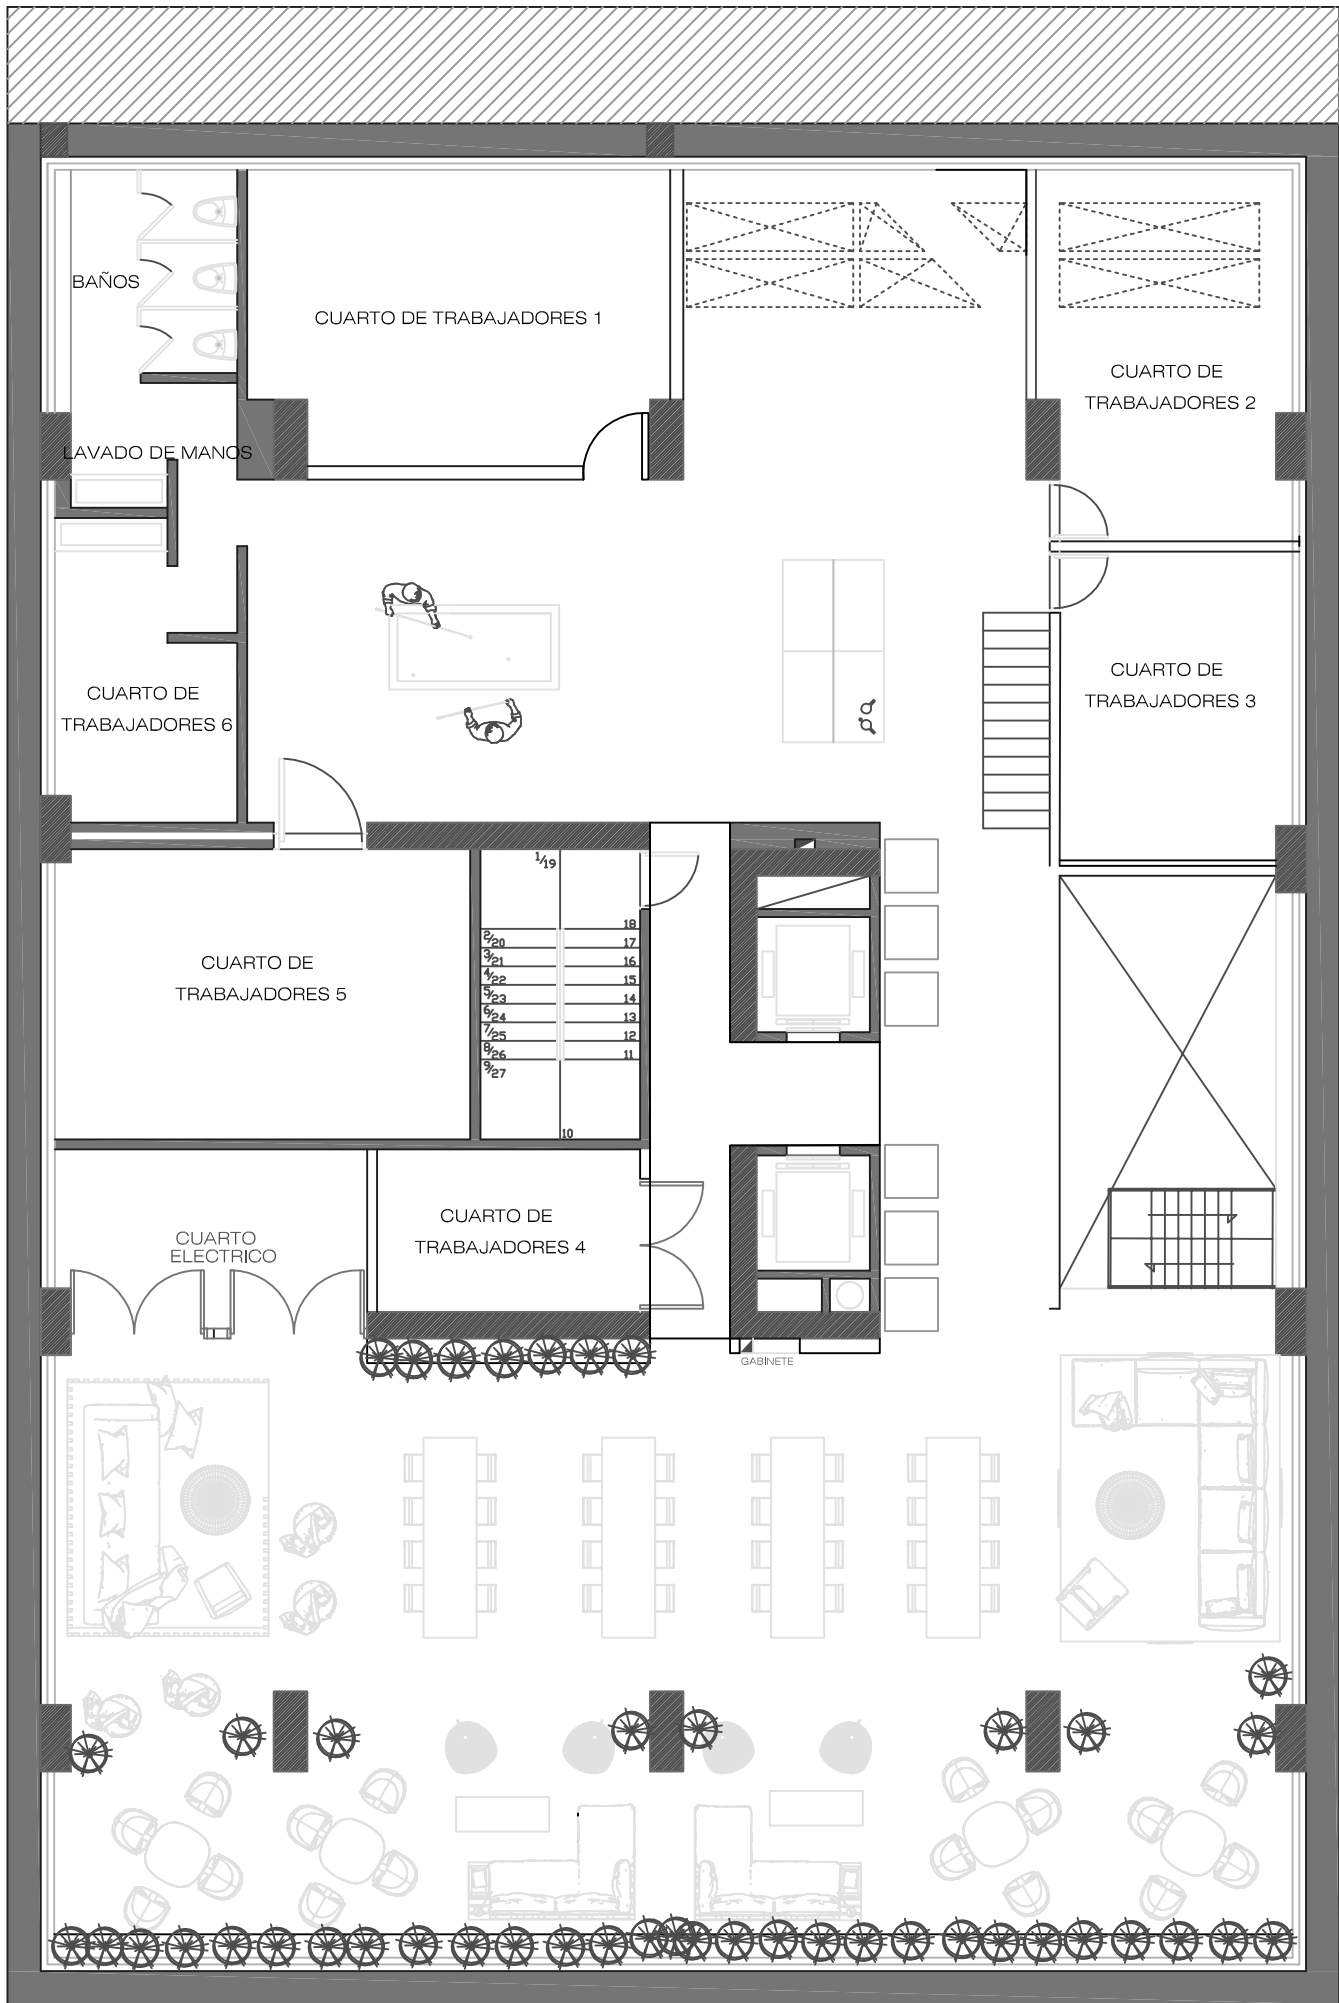 BAÑOS
CUARTO DE TRABAJADORES 1
CUARTO DE
TRABAJADORES 2
LAVADO DE MANOS
CUARTO DE
TRABAJADORES 3
CUARTO DE
TRABAJADORES 6
1/19
18
2/20
17
3/21
16
4/22
15
5/23
14
6/24
13
7/25
12
8/26
11
9/27
10
CUARTO DE
TRABAJADORES 5
CUARTO DE
TRABAJADORES 4
CUARTO
ELECTRICO
GABINETE